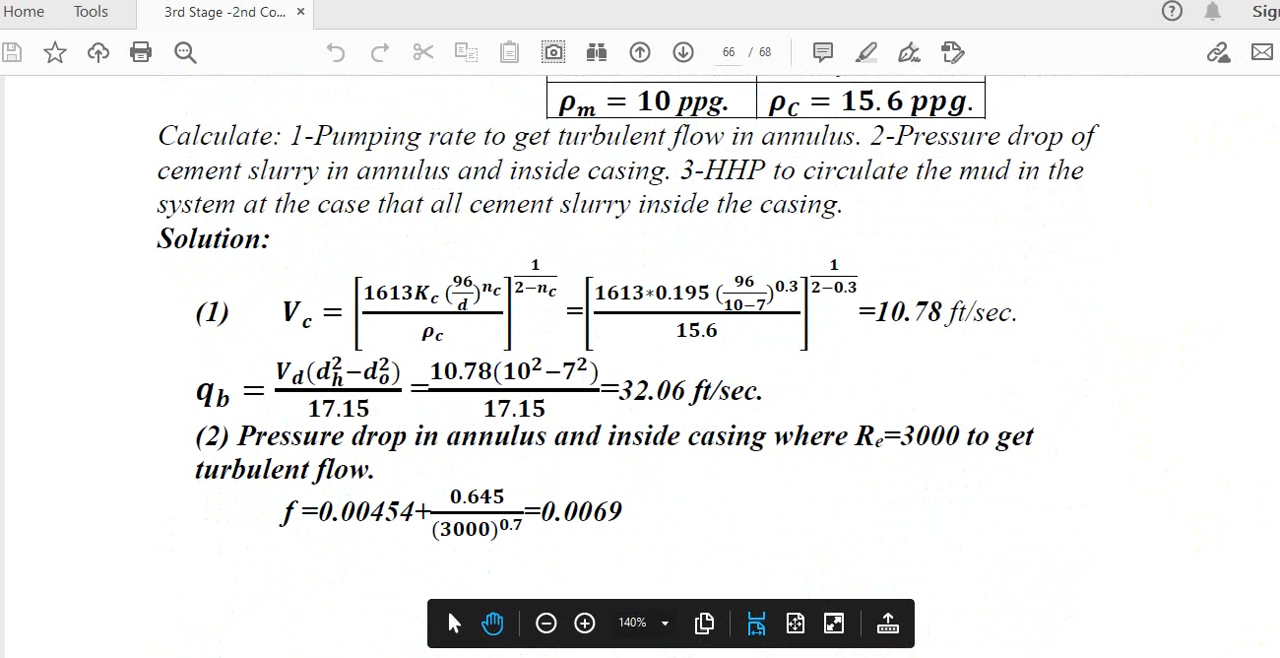 Home Tools 3rd Stage -2nd Co... × Sig
66 / 68
ρm = 10 ppg. ρC = 15.6 ppg.
Calculate: 1-Pumping rate to get turbulent flow in annulus. 2-Pressure drop of
cement slurry in annulus and inside casing. 3-HHP to circulate the mud in the
system at the case that all cement slurry inside the casing.
Solution:
(1) Vc = [1613Kc (96/d)^nc / ρc]^(1/(2−nc)) = [1613*0.195 (96/(10−7))^0.3 / 15.6]^(1/(2−0.3)) =10.78 ft/sec.
qb = Vd(dh²−do²)/17.15 = 10.78(10²−7²)/17.15 =32.06 ft/sec.
(2) Pressure drop in annulus and inside casing where Re=3000 to get
turbulent flow.
f =0.00454+ 0.645/(3000)^0.7 =0.0069
140%